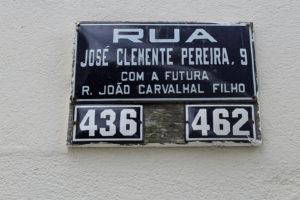 RUA
JOSÉ CLEMENTE PEREIRA, 9
COM A FUTURA
R. JOÃO CARVALHAL FILHO
436 462